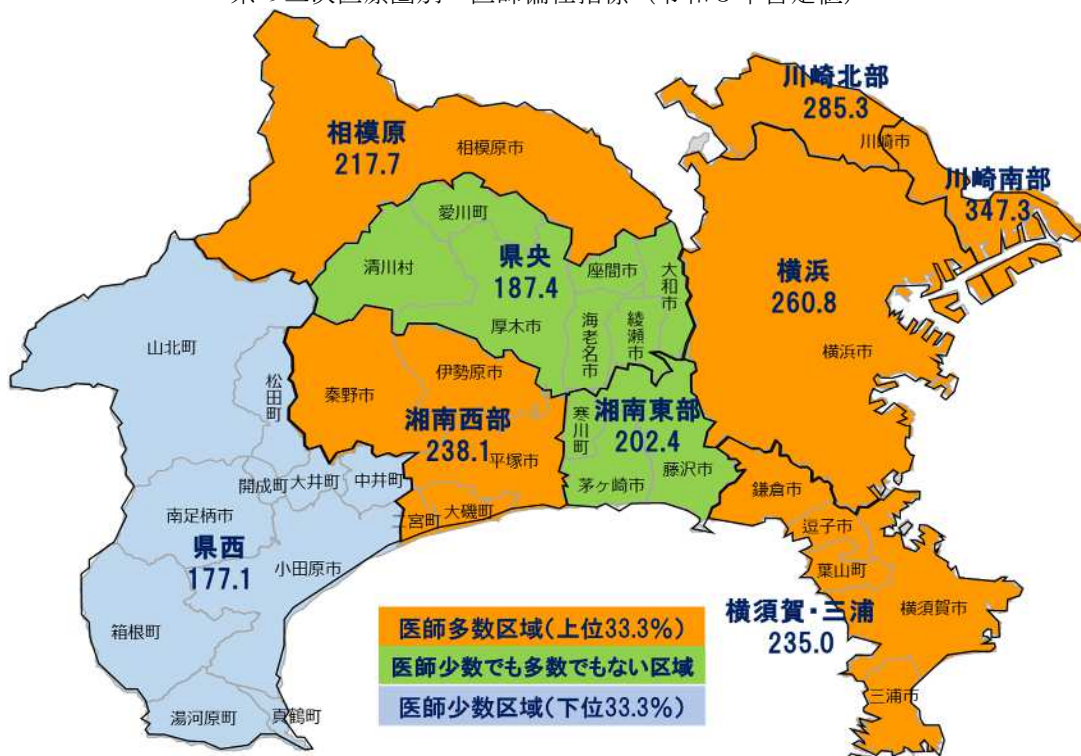 川崎北部
285.3
川崎市
相模原
217.7
相模原市
川崎南部
347.3
愛川町
清川村
県央
187.4
座間市
大和市
厚木市
海老名市
綾瀬市
横浜
260.8
横浜市
山北町
松田町
秦野市
伊勢原市
湘南西部
238.1
平塚市
寒川町
湘南東部
202.4
藤沢市
茅ヶ崎市
鎌倉市
開成町
大井町
中井町
二宮町
大磯町
南足柄市
県西
177.1
小田原市
逗子市
葉山町
横須賀・三浦
235.0
横須賀市
箱根町
三浦市
湯河原町
真鶴町
医師多数区域(上位33.3%)
医師少数でも多数でもない区域
医師少数区域(下位33.3%)